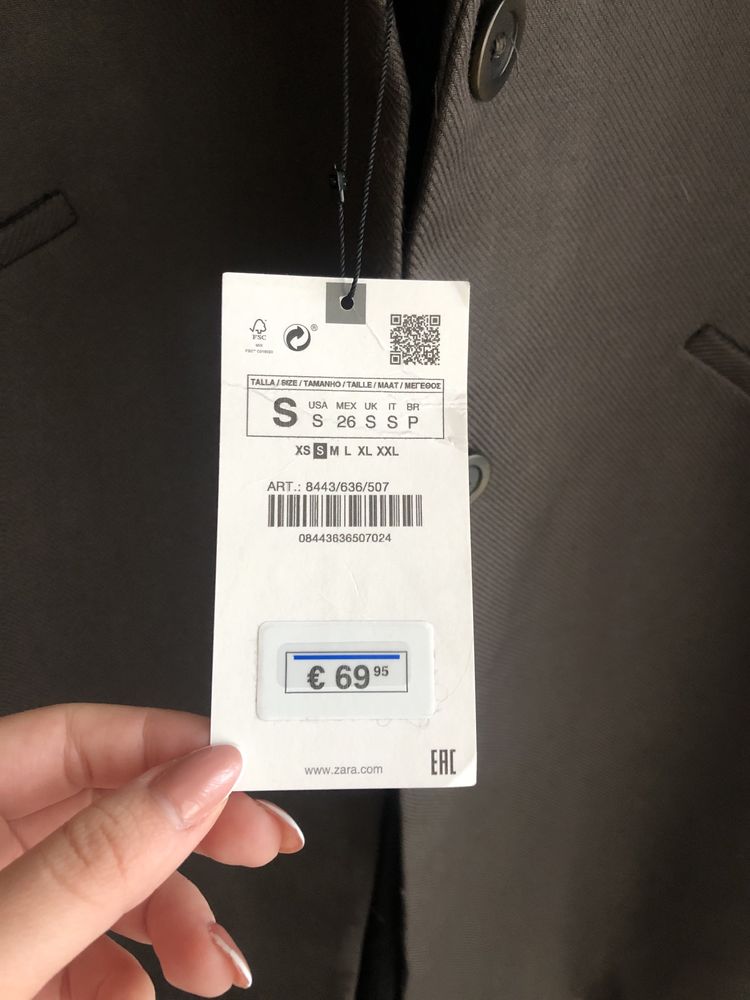 FSC
MIX
®
TALLA / SIZE / TAMANHO / TAILLE / MAAT / ΜΕΓΕΘΟΣ
S
USA MEX UK IT BR
S 26 S S P
XS S M L XL XXL
ART.: 8443/636/507
08443636507024
€ 69 95
www.zara.com
EAC